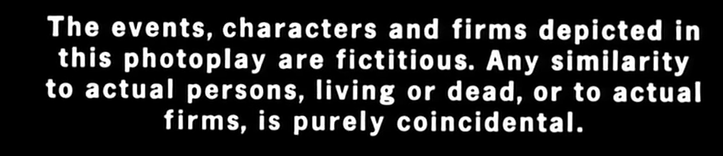 The events, characters and firms depicted in
this photoplay are fictitious. Any similarity
to actual persons, living or dead, or to actual
firms, is purely coincidental.